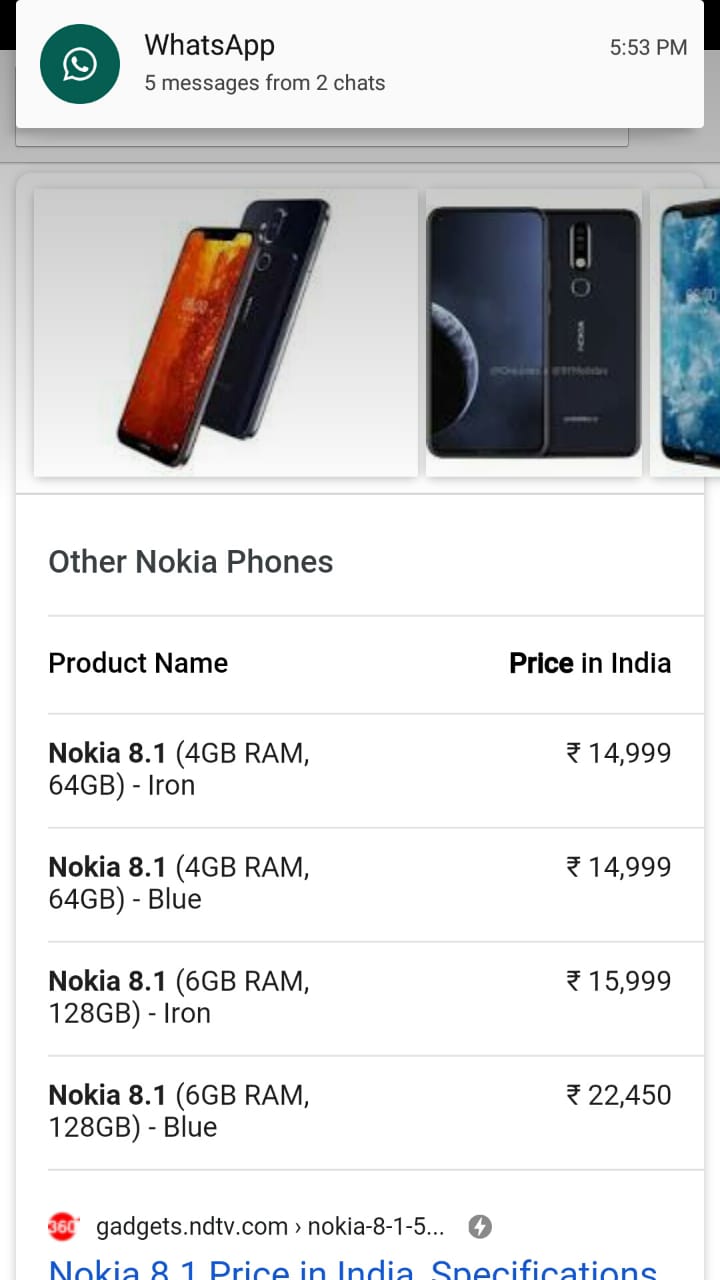 WhatsApp
5:53 PM
5 messages from 2 chats
NOKIA
Other Nokia Phones
Product Name
Price in India
Nokia 8.1 (4GB RAM,
64GB) - Iron
₹ 14,999
Nokia 8.1 (4GB RAM,
64GB) - Blue
₹ 14,999
Nokia 8.1 (6GB RAM,
128GB) - Iron
₹ 15,999
Nokia 8.1 (6GB RAM,
128GB) - Blue
₹ 22,450
360
gadgets.ndtv.com › nokia-8-1-5...
Nokia 8.1 Price in India, Specifications